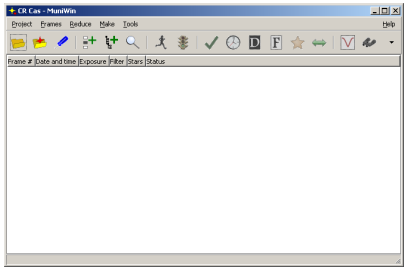 CR Cas - MuniWin
Project Frames Reduce Make Tools Help
D F
Frame # Date and time Exposure Filter Stars Status